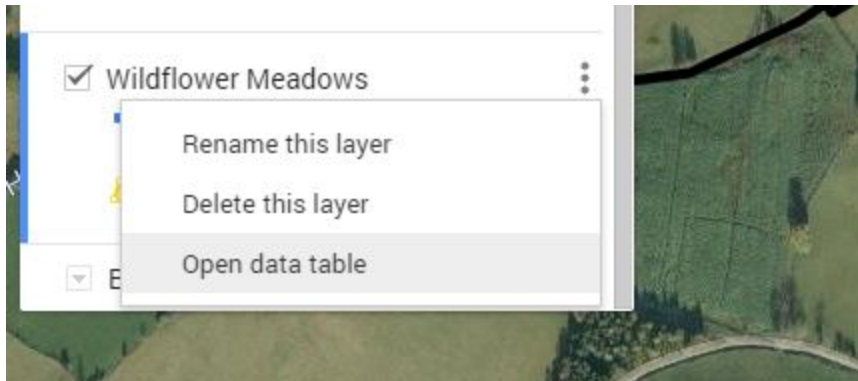 Wildflower Meadows
Rename this layer
Delete this layer
Open data table